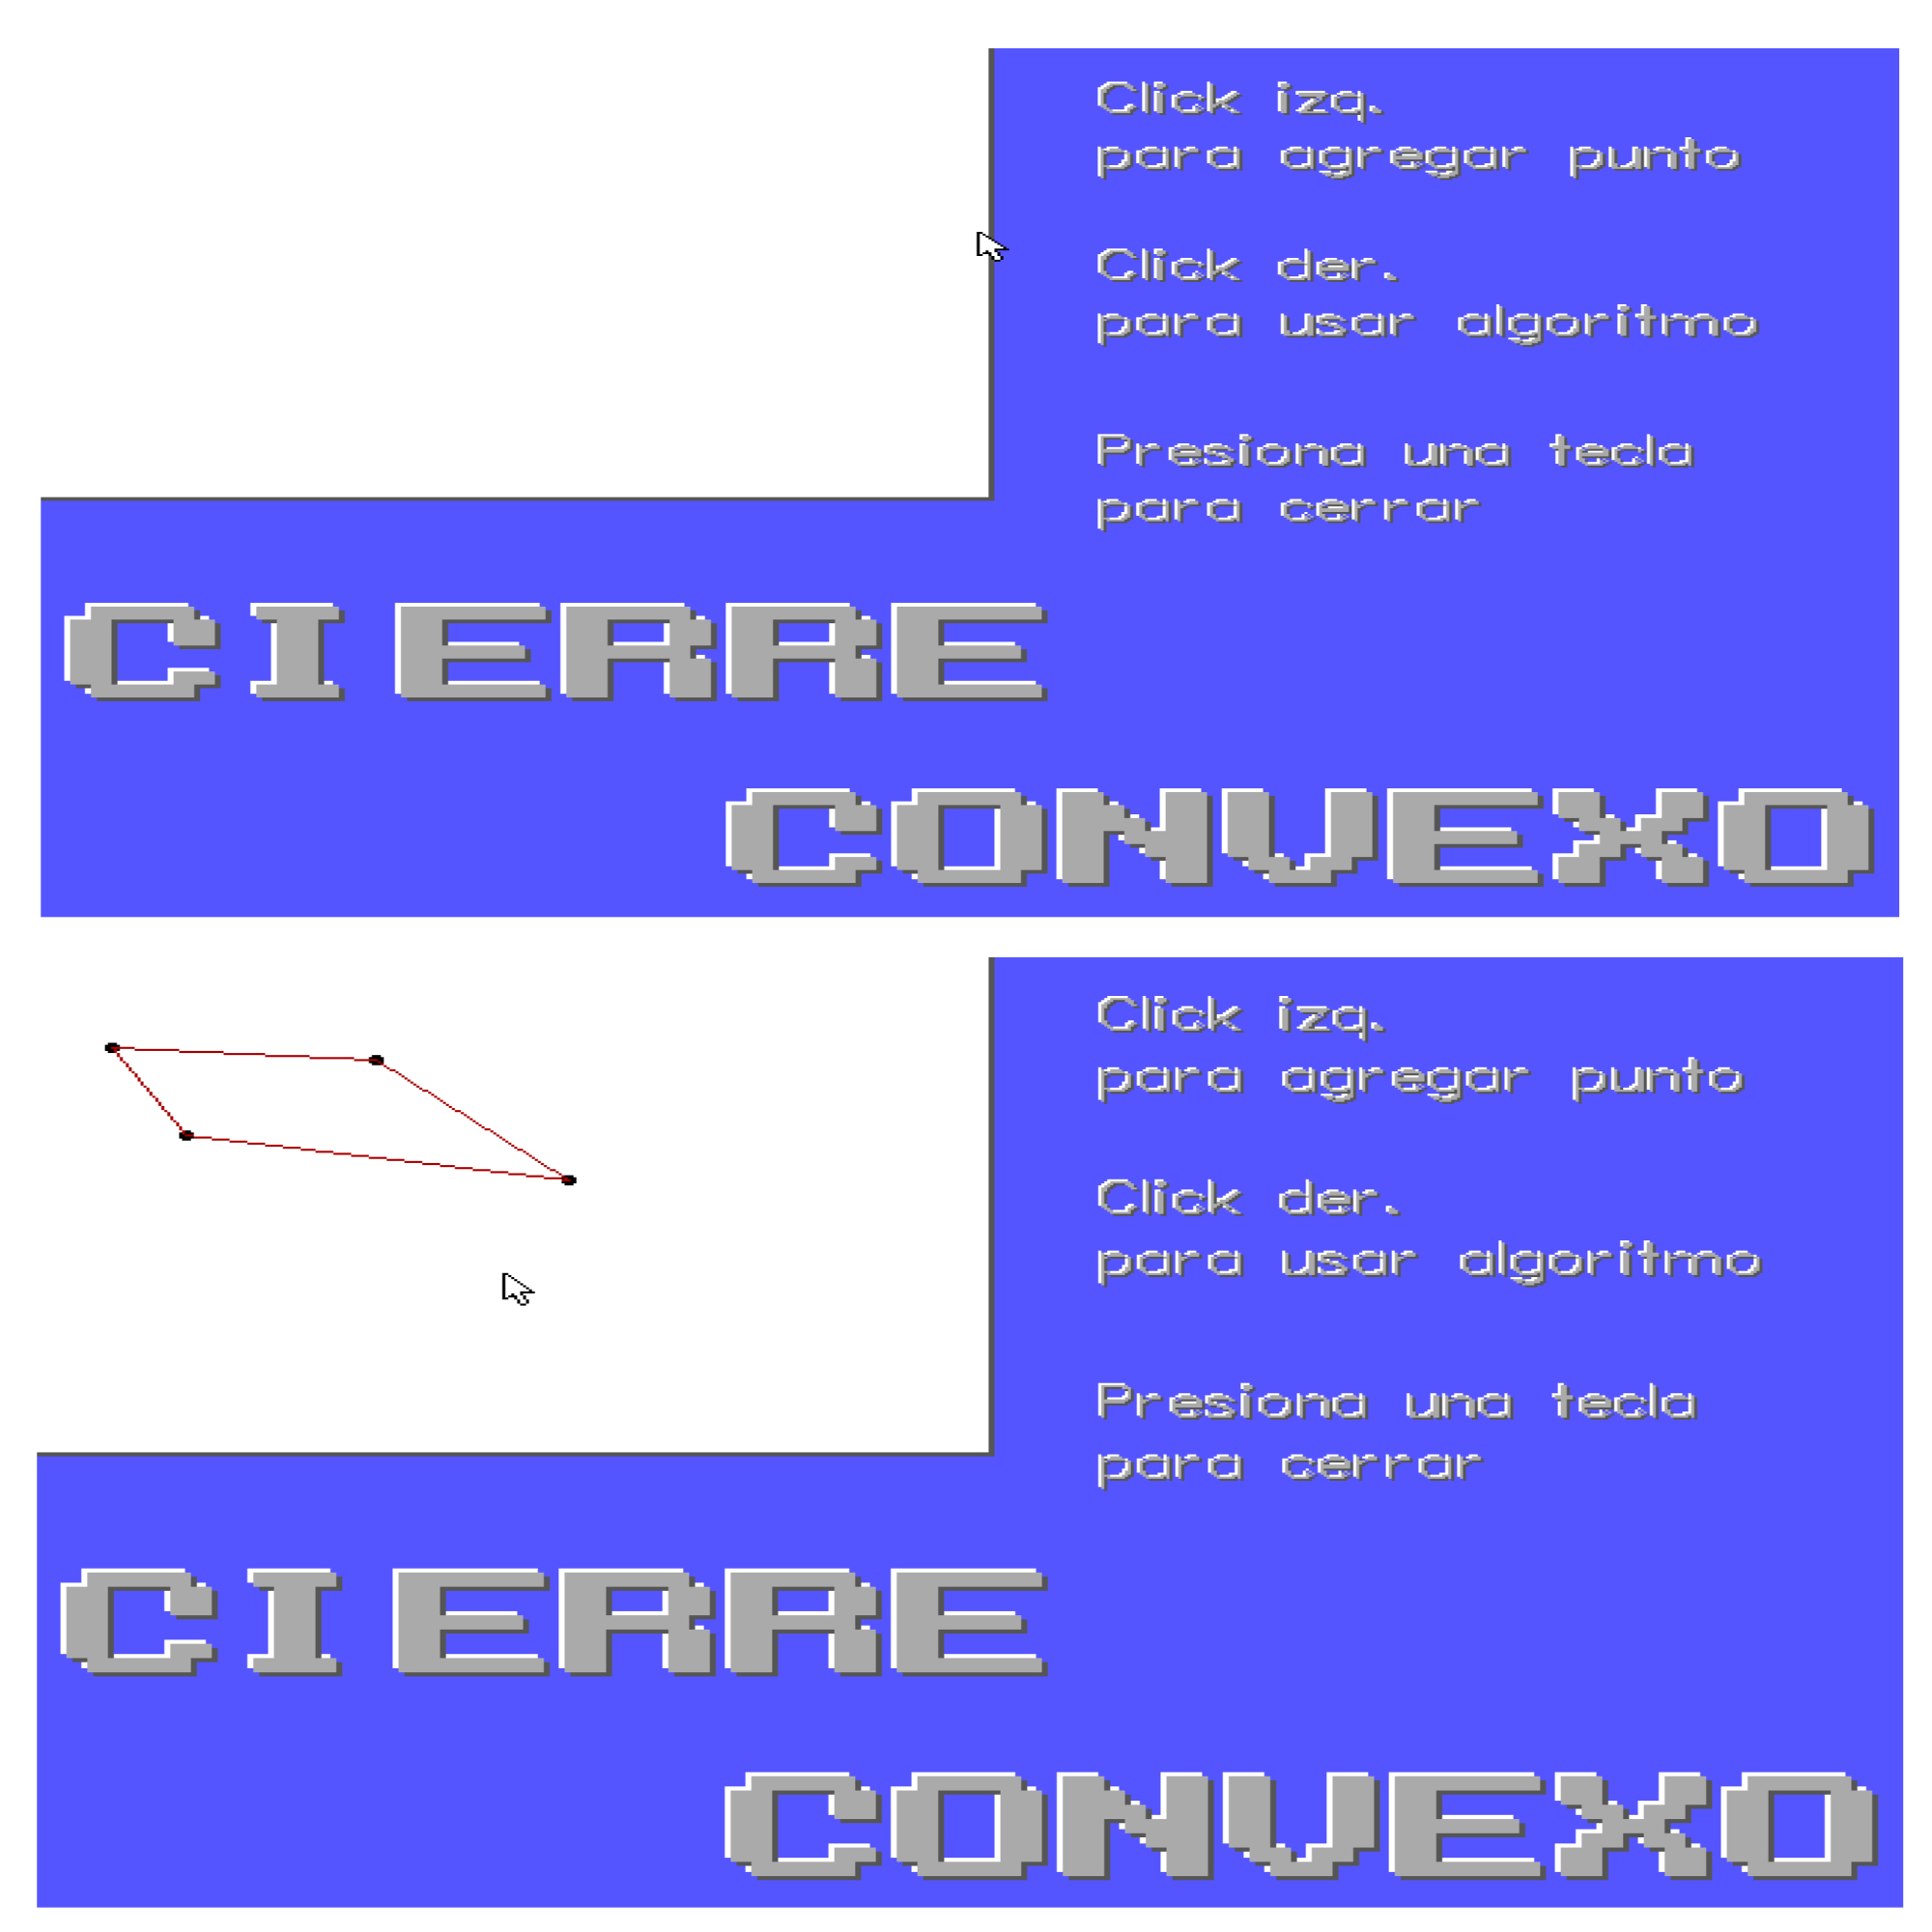 Click izq.
para agregar punto
Click der.
para usar algoritmo
Presiona una tecla
para cerrar
CIERRE
CONVEXO
Click izq.
para agregar punto
Click der.
para usar algoritmo
Presiona una tecla
para cerrar
CIERRE
CONVEXO